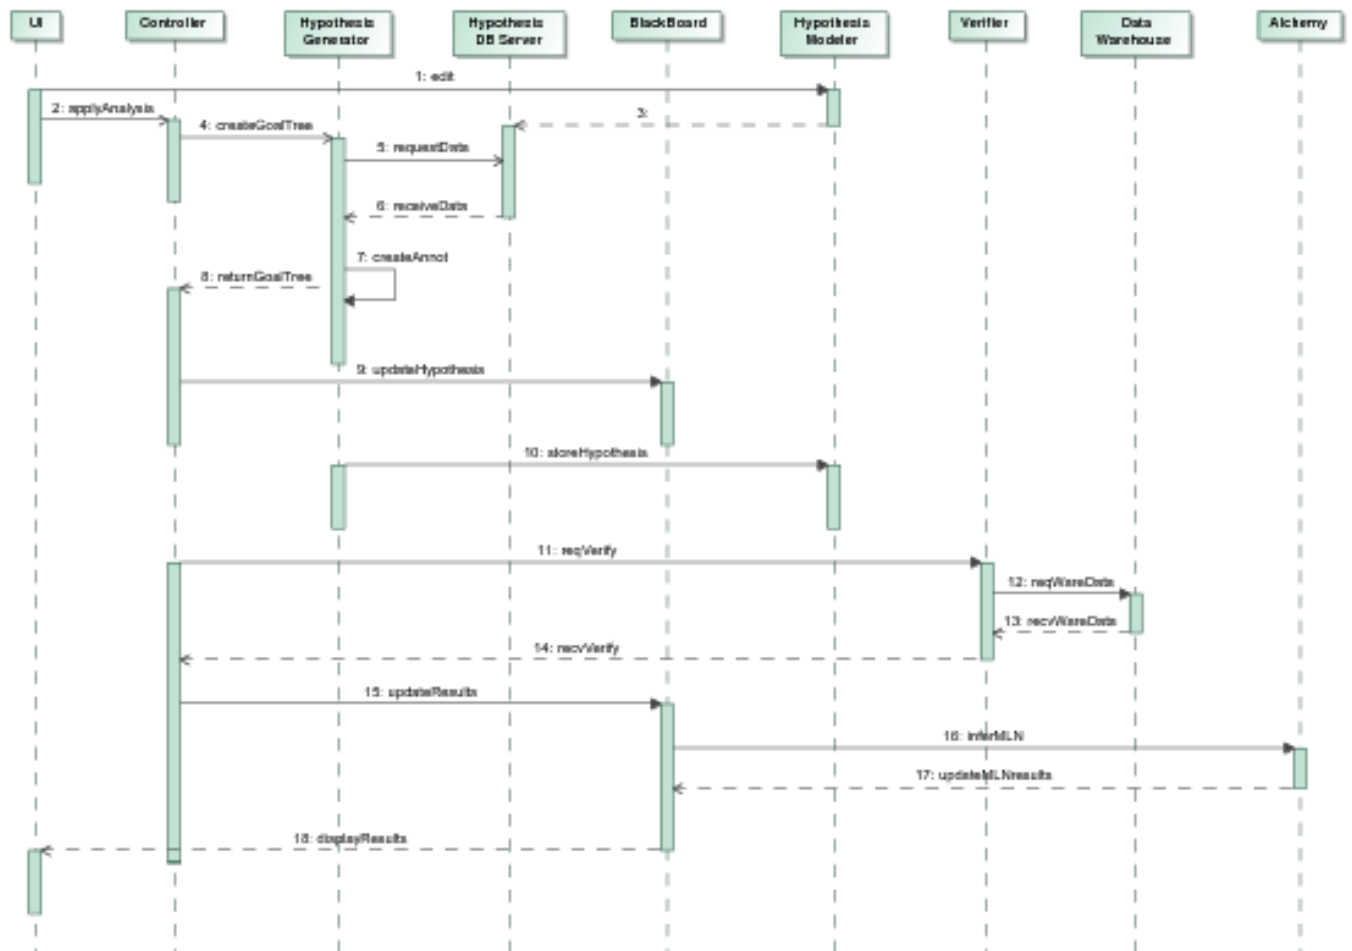 UI
Controller
Hypothesis
Generator
Hypothesis
DB Server
BlackBoard
Hypothesis
Modeler
Verifier
Data
Warehouse
Alchemy
1: edit
2: applyAnalysis
3:
4: createGoalTree
5: requestData
6: receiveData
7: createAnnot
8: returnGoalTree
9: updateHypothesis
10: storeHypothesis
11: reqVerify
12: reqWareData
13: recvWareData
14: recvVerify
15: updateResults
16: inferMLN
17: updateMLNresults
18: displayResults